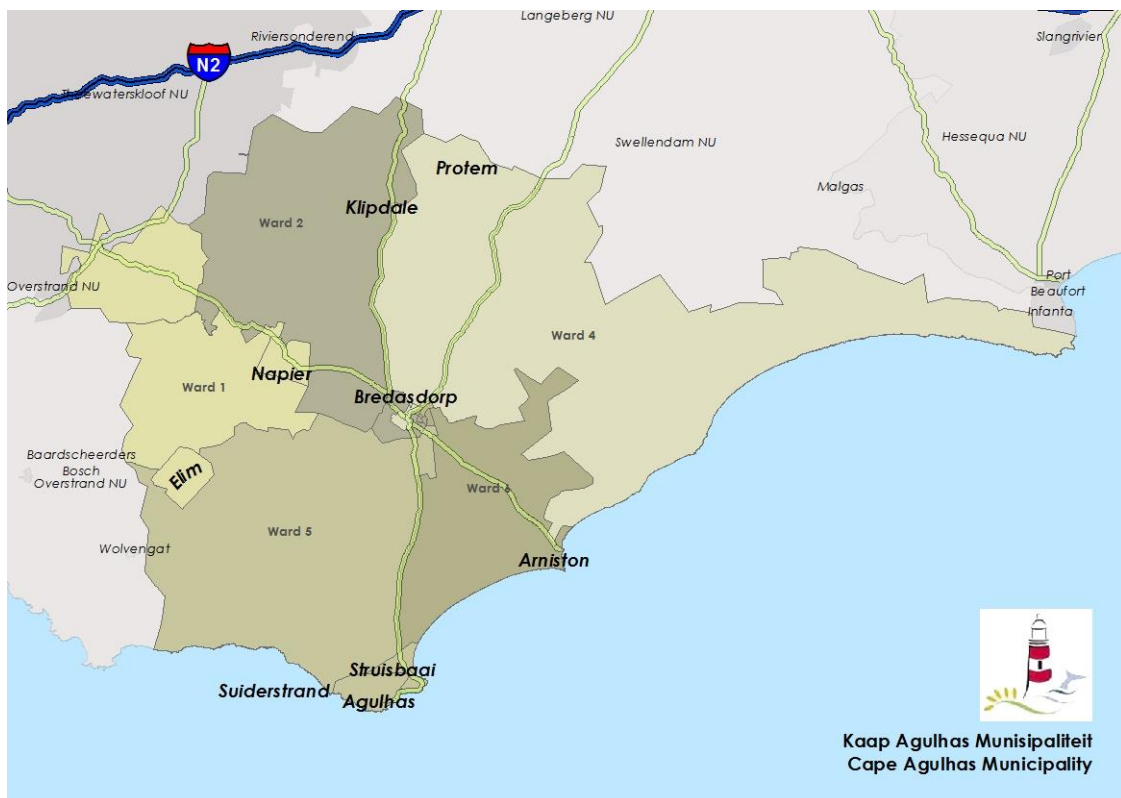 Langeberg NU
Riviersonderend
Slangrivier
N2
Theewaterskloof NU
Hessequa NU
Swellendam NU
Protem
Malgas
Klipdale
Ward 2
Port
Beaufort
Overstrand NU
Infanta
Ward 4
Napier
Ward 1
Bredasdorp
Baardscheerders
Bosch
Overstrand NU
Elim
Ward 6
Ward 5
Wolvengat
Arniston
Struisbaai
Suiderstrand
Agulhas
Kaap Agulhas Munisipaliteit
Cape Agulhas Municipality